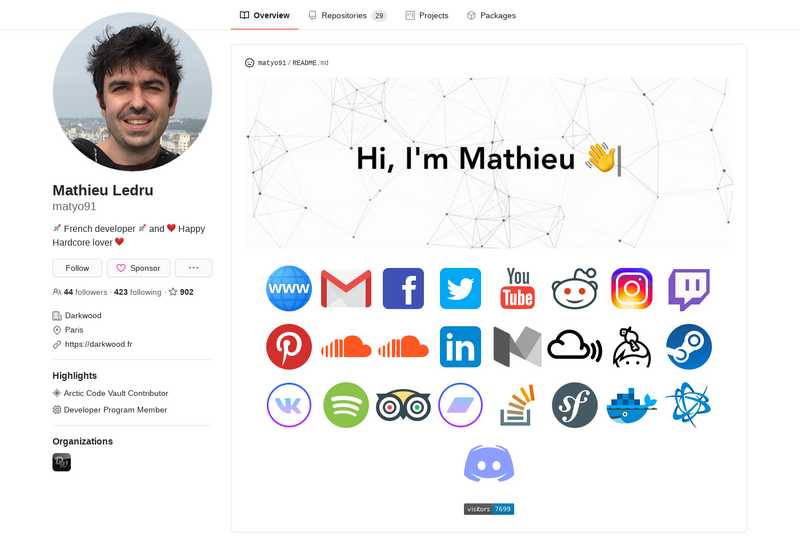 Overview
Repositories 29
Projects
Packages
matyo91/README.md
Hi, I'm Mathieu 👋
Mathieu Ledru
matyo91
🚀 French developer 🚀 and ❤️ Happy
Hardcore lover ❤️
Follow
Sponsor
44 followers · 423 following · 902
Darkwood
Paris
https://darkwood.fr
Highlights
Arctic Code Vault Contributor
Developer Program Member
Organizations
WWW
You
Tube
in
visitors 7699